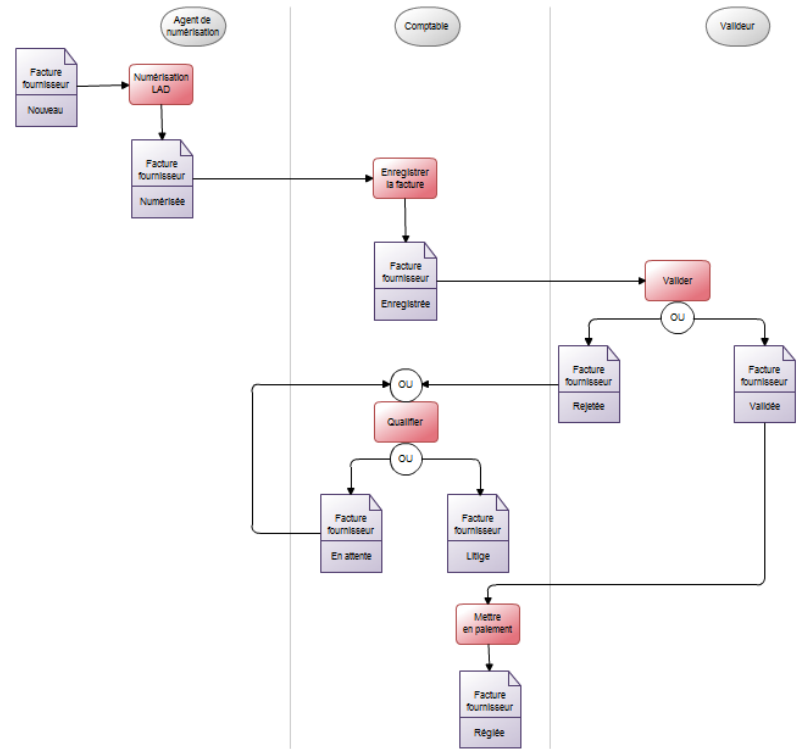 Agent de
numérisation
Comptable
Valideur
Facture
fournisseur
Nouveau
Numérisation
LAD
Facture
fournisseur
Numérisée
Enregistrer
la facture
Facture
fournisseur
Enregistrée
Valider
OU
Facture
fournisseur
Rejetée
Facture
fournisseur
Validée
OU
Qualifier
OU
Facture
fournisseur
En attente
Facture
fournisseur
Litige
Mettre
en paiement
Facture
fournisseur
Réglée